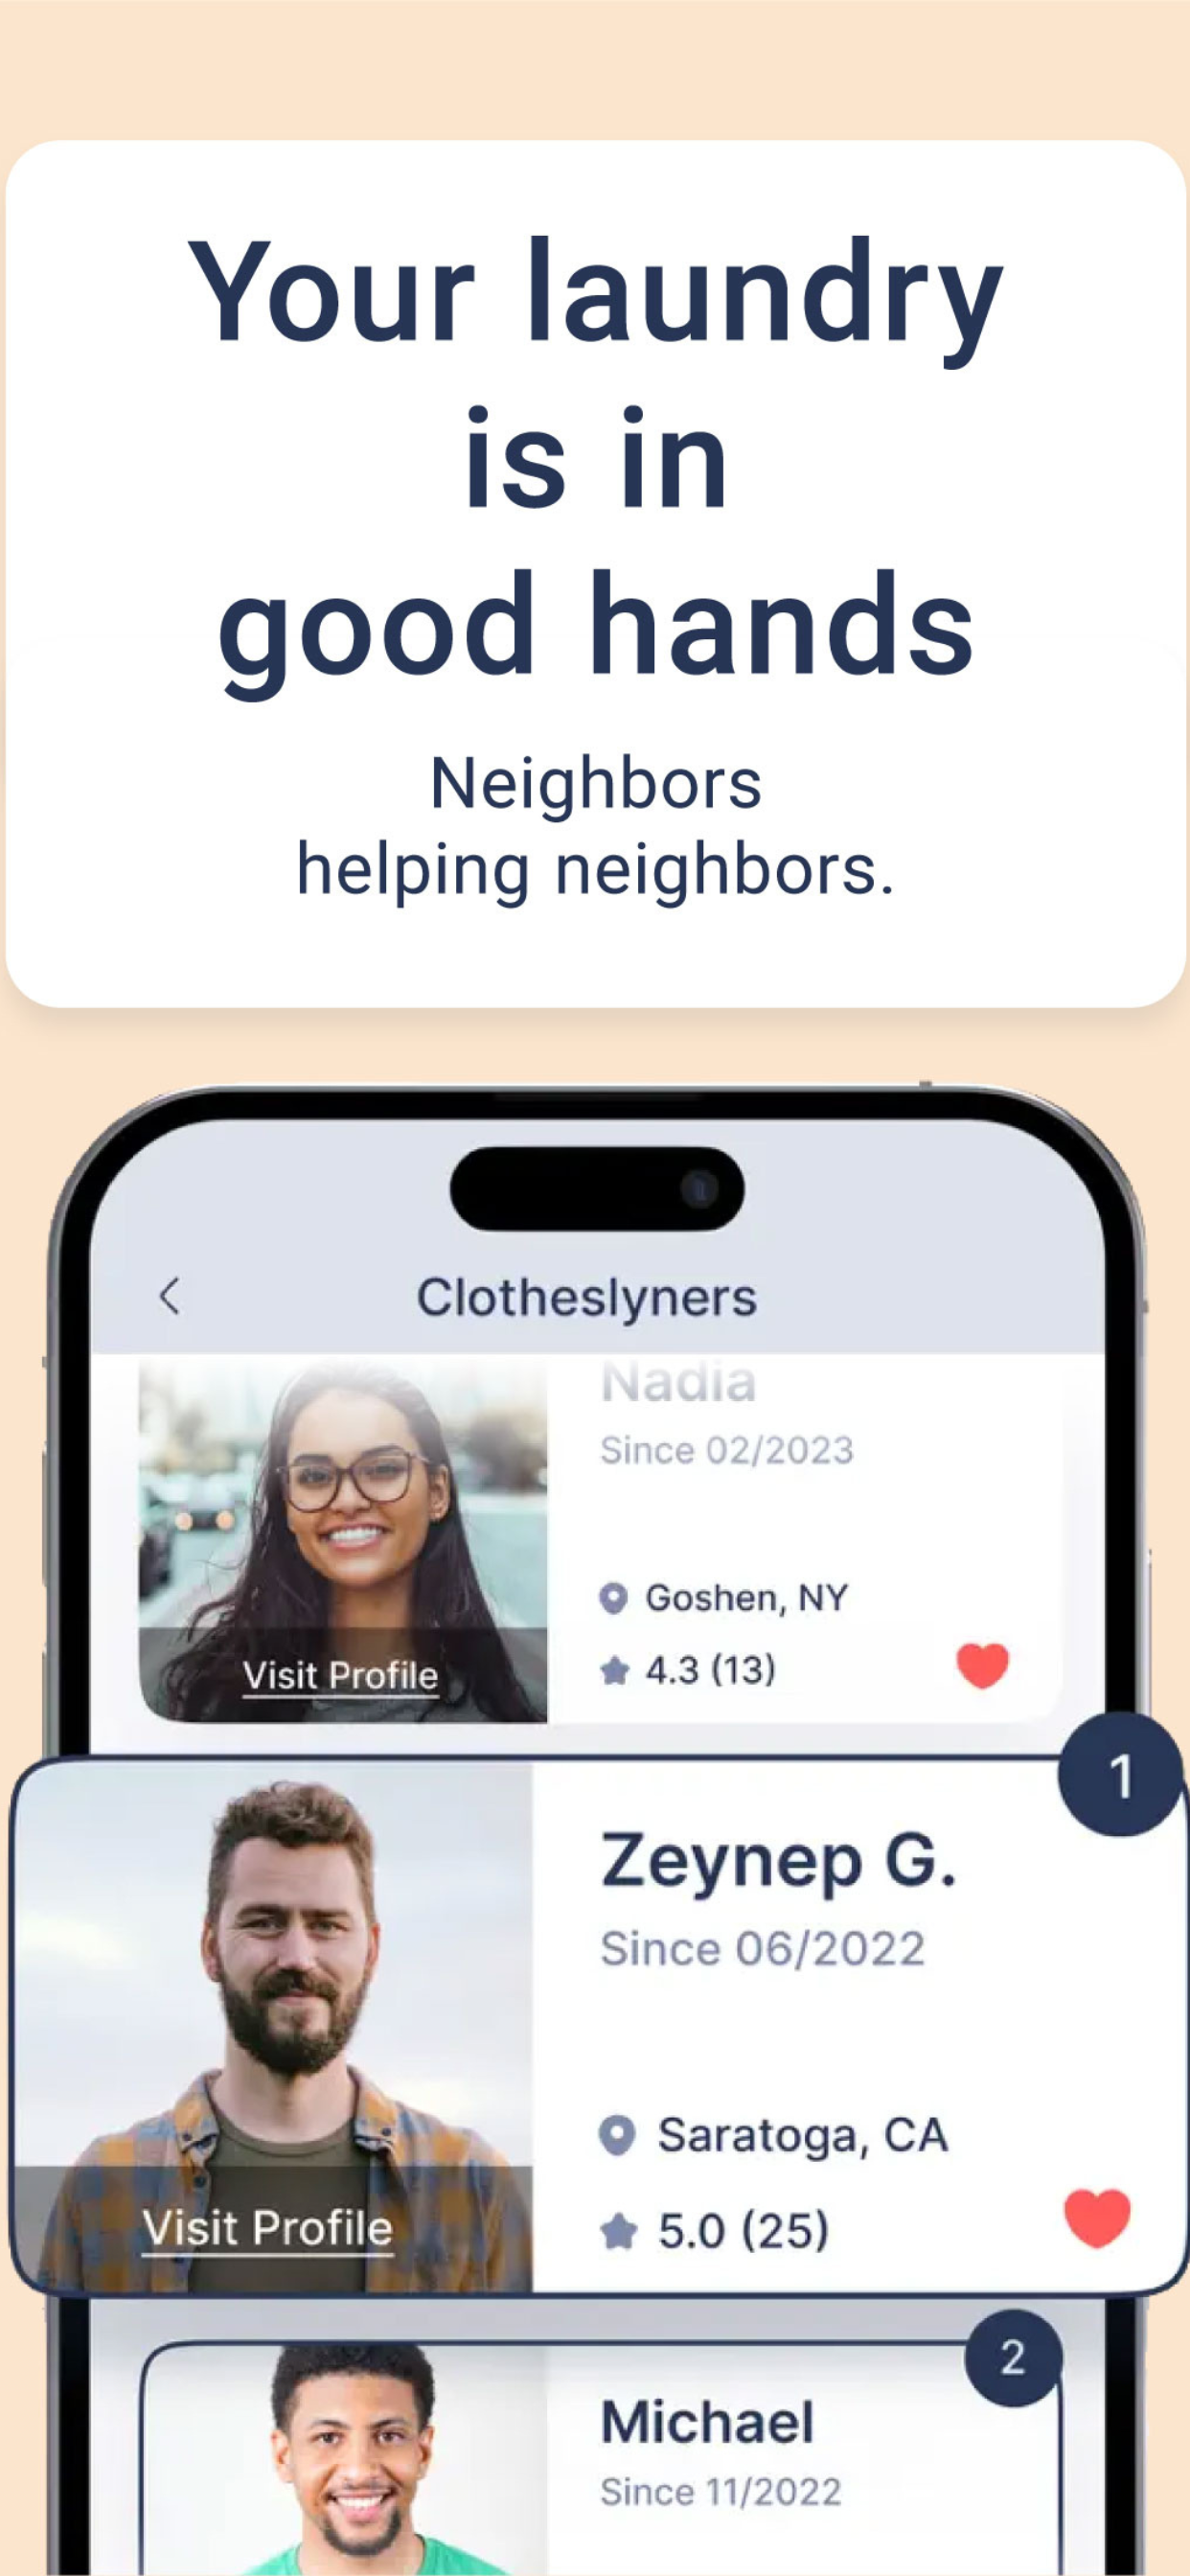 Your laundry
is in
good hands
Neighbors
helping neighbors.
Clotheslyners
Nadia
Since 02/2023
Goshen, NY
4.3 (13)
Visit Profile
1
Zeynep G.
Since 06/2022
Saratoga, CA
5.0 (25)
Visit Profile
2
Michael
Since 11/2022